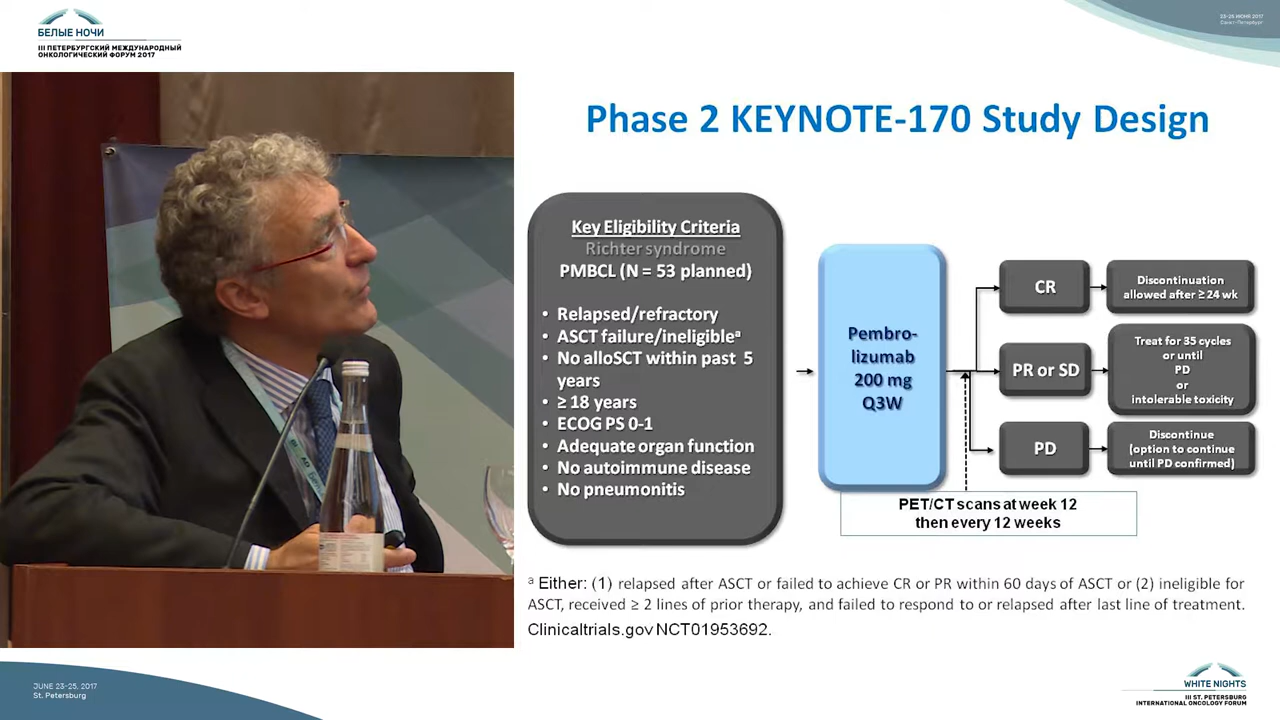 БЕЛЫЕ НОЧИ
III ПЕТЕРБУРГСКИЙ МЕЖДУНАРОДНЫЙ
ОНКОЛОГИЧЕСКИЙ ФОРУМ 2017
23-25 ИЮНЯ 2017
Санкт-Петербург
Phase 2 KEYNOTE-170 Study Design
Key Eligibility Criteria
Richter syndrome
PMBCL (N = 53 planned)
• Relapsed/refractory
• ASCT failure/ineligibleᵃ
• No alloSCT within past 5
years
• ≥ 18 years
• ECOG PS 0-1
• Adequate organ function
• No autoimmune disease
• No pneumonitis
Pembro-
lizumab
200 mg
Q3W
CR
Discontinuation
allowed after ≥ 24 wk
PR or SD
Treat for 35 cycles
or until
PD
or
intolerable toxicity
PD
Discontinue
(option to continue
until PD confirmed)
PET/CT scans at week 12
then every 12 weeks
ᵃ Either: (1) relapsed after ASCT or failed to achieve CR or PR within 60 days of ASCT or (2) ineligible for
ASCT, received ≥ 2 lines of prior therapy, and failed to respond to or relapsed after last line of treatment.
Clinicaltrials.gov NCT01953692.
JUNE 23-25, 2017
St. Petersburg
WHITE NIGHTS
III ST. PETERSBURG
INTERNATIONAL ONCOLOGY FORUM